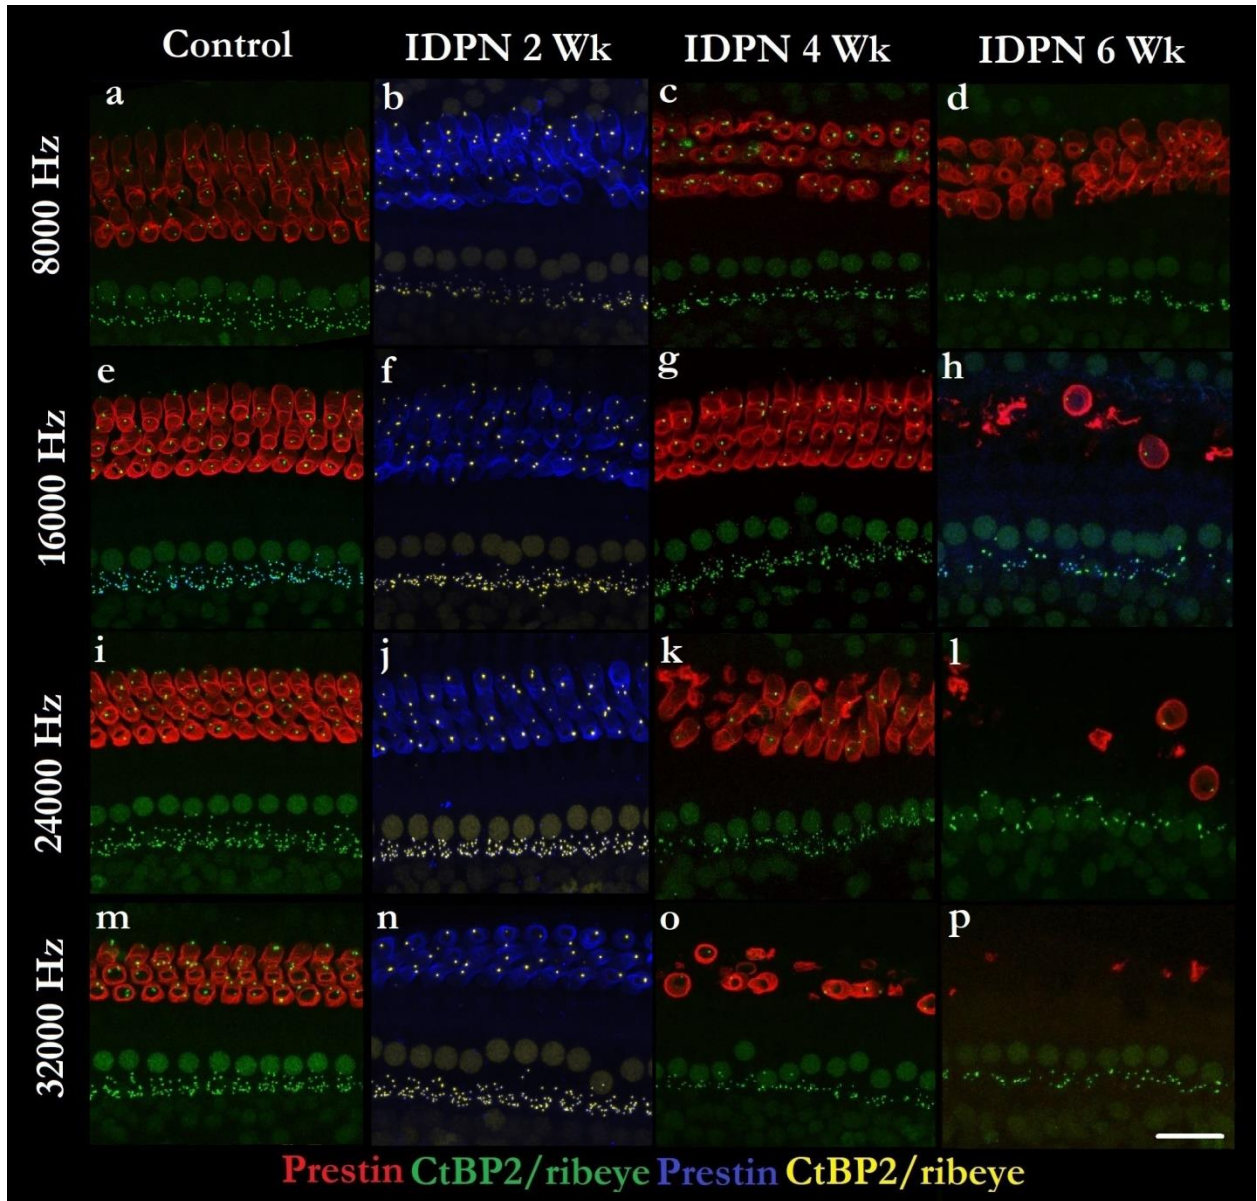 Control IDPN 2 Wk IDPN 4 Wk IDPN 6 Wk
8000 Hz
a b c d
16000 Hz
e f g h
24000 Hz
i j k l
32000 Hz
m n o p
Prestin CtBP2/ribeye Prestin CtBP2/ribeye